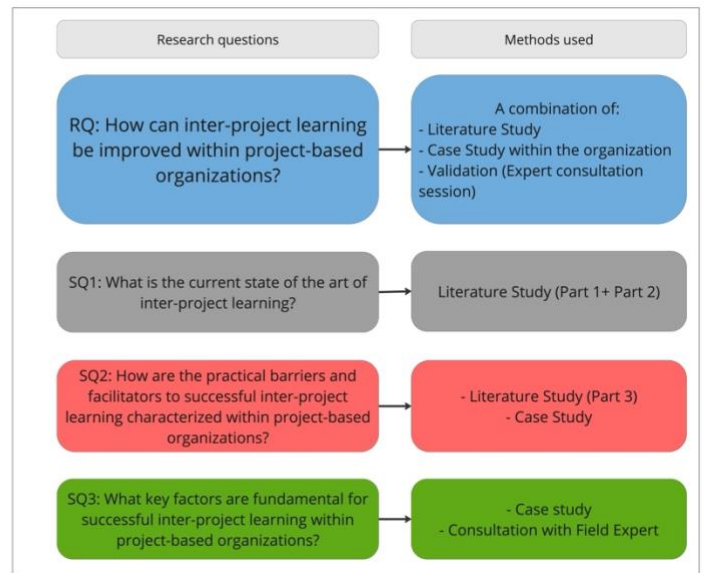 Research questions
Methods used
RQ: How can inter-project learning
be improved within project-based
organizations?
A combination of:
- Literature Study
- Case Study within the organization
- Validation (Expert consultation
session)
SQ1: What is the current state of the art of
inter-project learning?
Literature Study (Part 1+ Part 2)
SQ2: How are the practical barriers and
facilitators to successful inter-project
learning characterized within project-based
organizations?
- Literature Study (Part 3)
- Case Study
SQ3: What key factors are fundamental for
successful inter-project learning within
project-based organizations?
- Case study
- Consultation with Field Expert